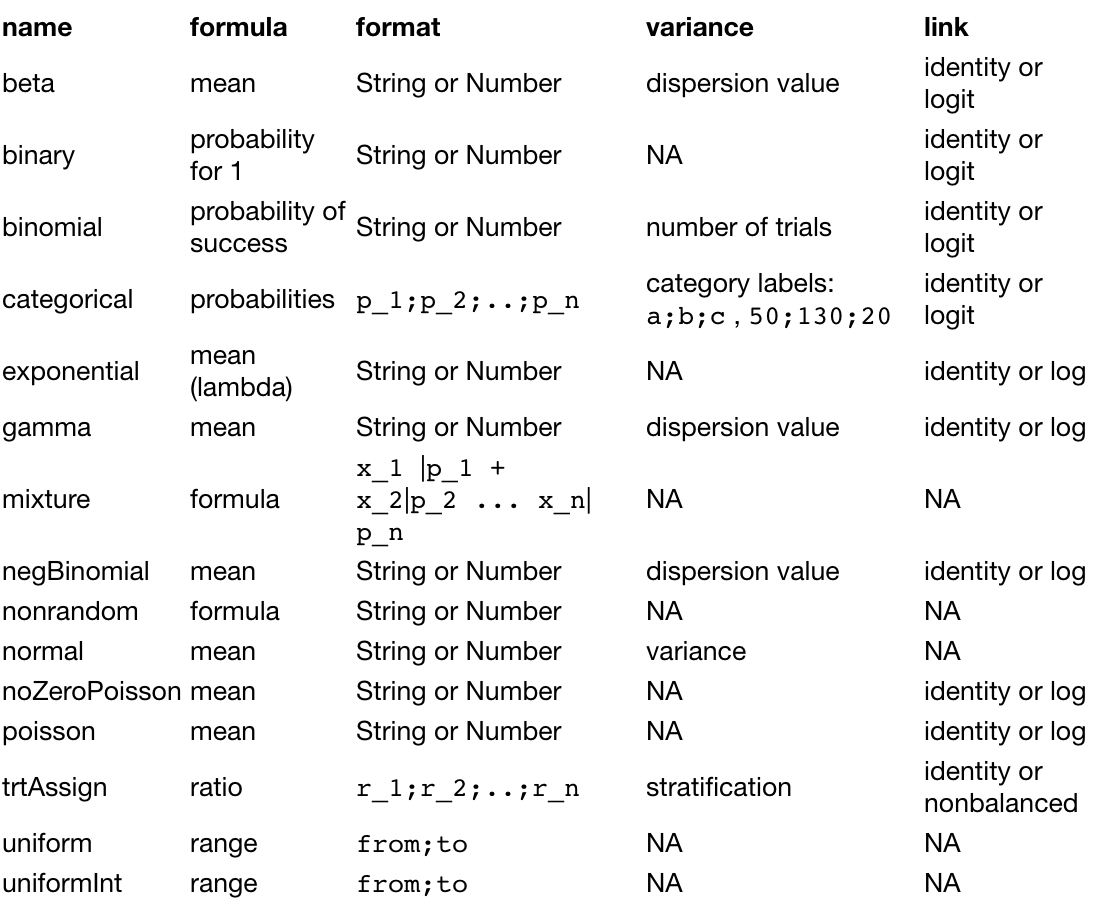 name formula format variance link
beta mean String or Number dispersion value identity or
logit
binary probability
for 1 String or Number NA identity or
logit
binomial probability of
success String or Number number of trials identity or
logit
categorical probabilities p_1;p_2;..;p_n category labels:
a;b;c , 50;130;20 identity or
logit
exponential mean
(lambda) String or Number NA identity or log
gamma mean String or Number dispersion value identity or log
mixture formula x_1 |p_1 +
x_2|p_2 ... x_n|
p_n NA NA
negBinomial mean String or Number dispersion value identity or log
nonrandom formula String or Number NA NA
normal mean String or Number variance NA
noZeroPoisson mean String or Number NA identity or log
poisson mean String or Number NA identity or log
trtAssign ratio r_1;r_2;..;r_n stratification identity or
nonbalanced
uniform range from;to NA NA
uniformInt range from;to NA NA